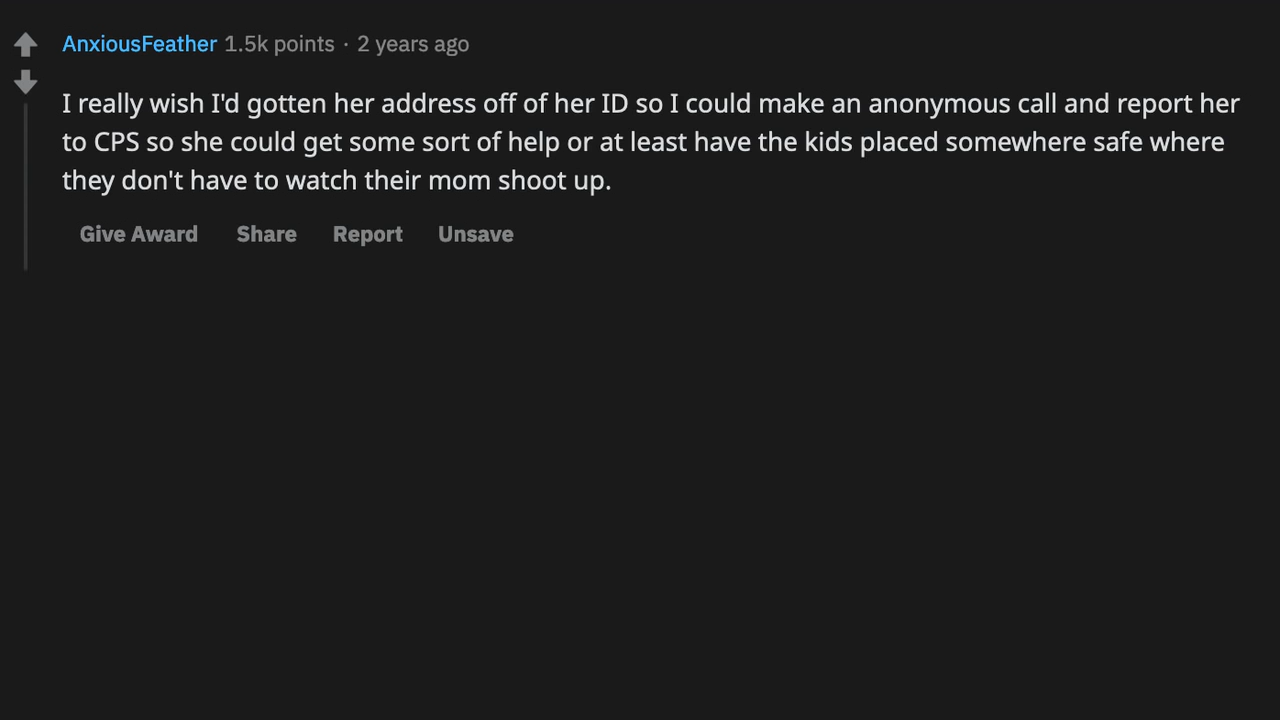 AnxiousFeather 1.5k points · 2 years ago
I really wish I'd gotten her address off of her ID so I could make an anonymous call and report her
to CPS so she could get some sort of help or at least have the kids placed somewhere safe where
they don't have to watch their mom shoot up.
Give Award Share Report Unsave